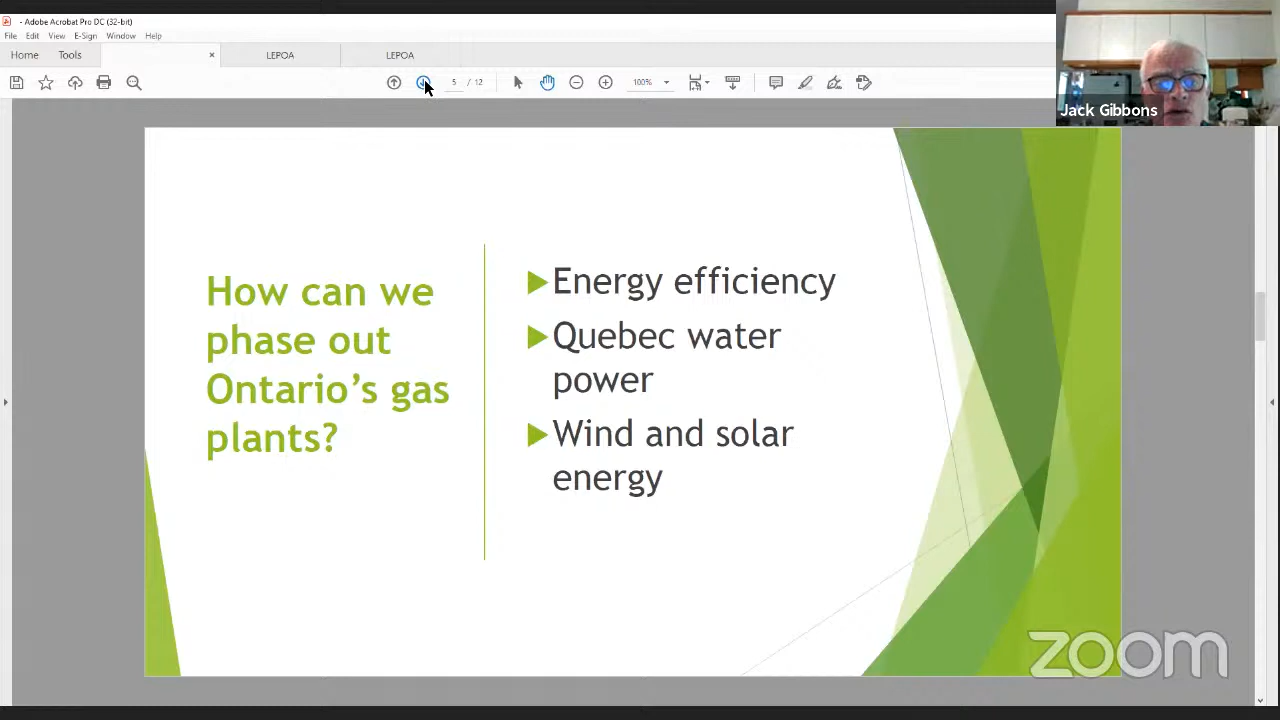 - Adobe Acrobat Pro DC (32-bit)
File Edit View E-Sign Window Help
Home Tools × LEPOA LEPOA
5 / 12 100%
Jack Gibbons
How can we
phase out
Ontario’s gas
plants?
Energy efficiency
Quebec water
power
Wind and solar
energy
zoom